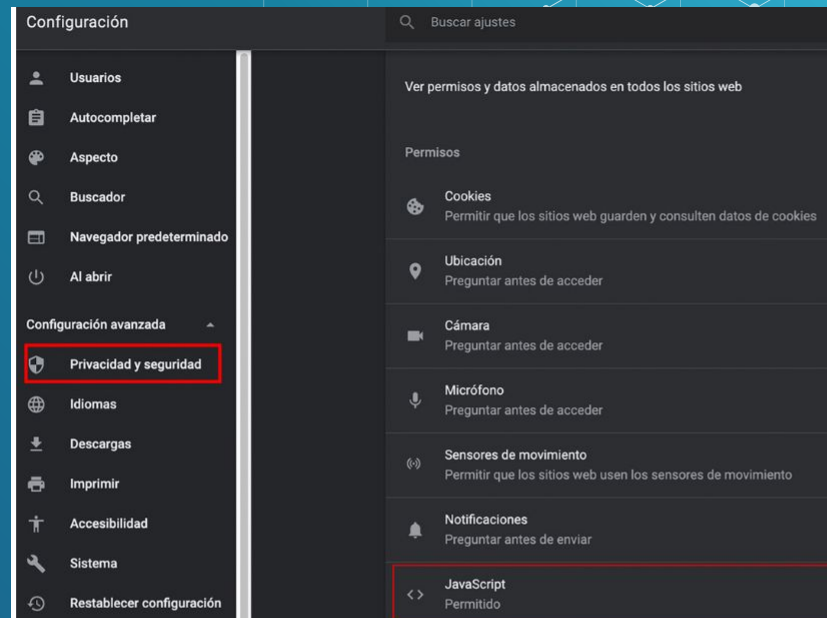 Configuración
Buscar ajustes
Usuarios
Autocompletar
Aspecto
Buscador
Navegador predeterminado
Al abrir
Configuración avanzada
Privacidad y seguridad
Idiomas
Descargas
Imprimir
Accesibilidad
Sistema
Restablecer configuración
Ver permisos y datos almacenados en todos los sitios web
Permisos
Cookies
Permitir que los sitios web guarden y consulten datos de cookies
Ubicación
Preguntar antes de acceder
Cámara
Preguntar antes de acceder
Micrófono
Preguntar antes de acceder
Sensores de movimiento
Permitir que los sitios web usen los sensores de movimiento
Notificaciones
Preguntar antes de enviar
JavaScript
Permitido